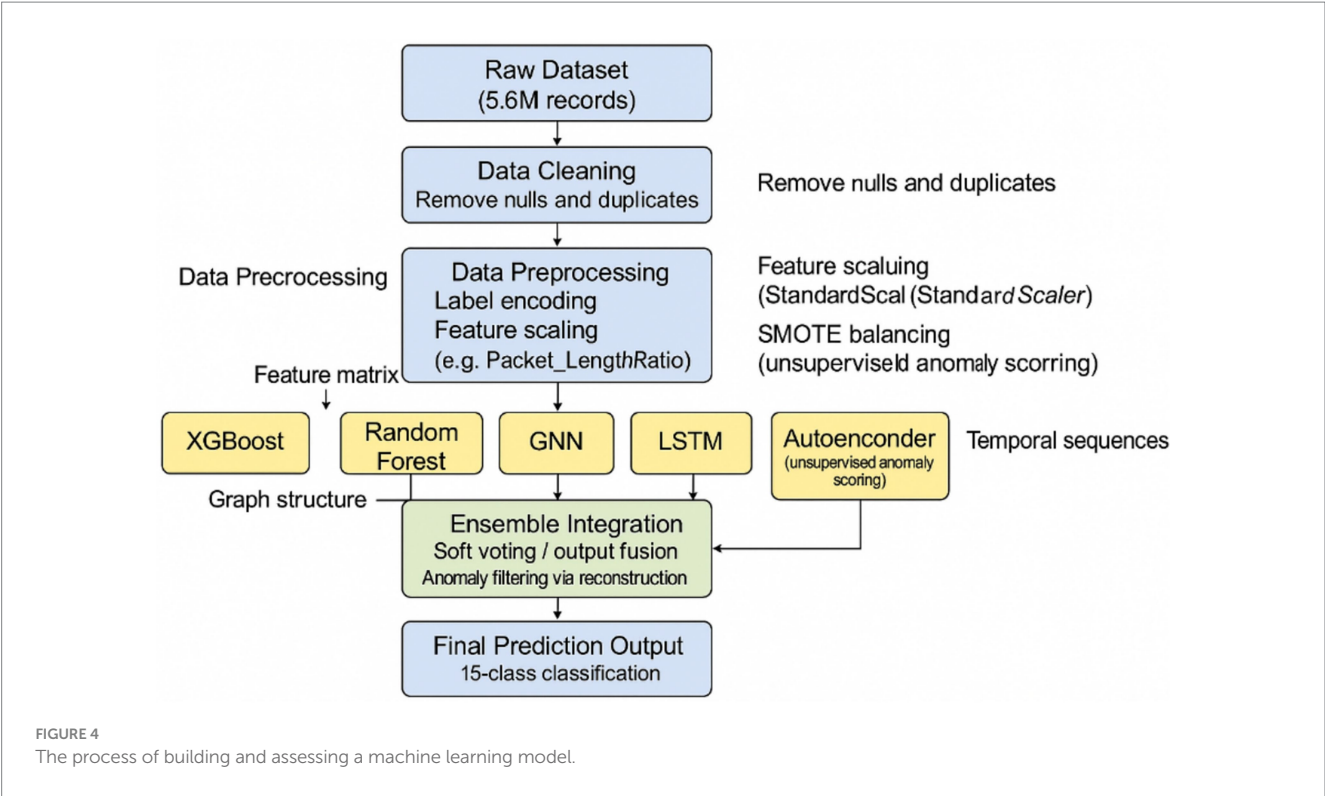 Raw Dataset
(5.6M records)
Data Cleaning
Remove nulls and duplicates
Remove nulls and duplicates
Data Precrocessing
Data Preprocessing
Label encoding
Feature scaling
(e.g. Packet_LengthRatio)
Feature scaluing
(StandardScal (Standard Scaler)
SMOTE balancing
(unsuperviseld anomaly scorring)
Feature matrix
XGBoost
Random
Forest
GNN
LSTM
Autoenconder
(unsupervised anomaly
scoring)
Temporal sequences
Graph structure
Ensemble Integration
Soft voting / output fusion
Anomaly filtering via reconstruction
Final Prediction Output
15-class classification
FIGURE 4
The process of building and assessing a machine learning model.